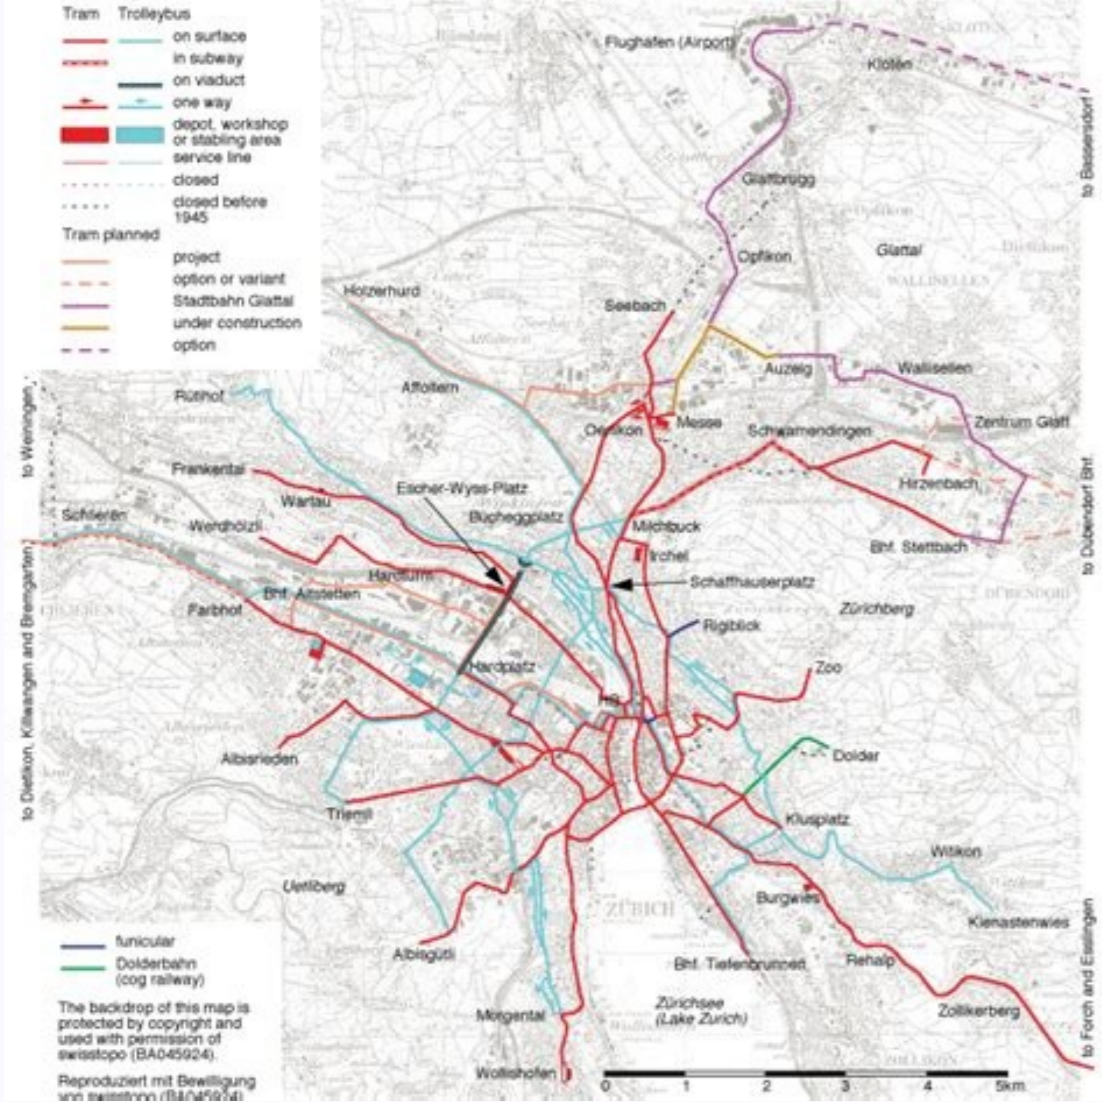 Tram Trolleybus
on surface
in subway
on viaduct
one way
depot, workshop
or stabling area
service line
closed
closed before
1945
Tram planned
project
option or variant
Stadtbahn Glattal
under construction
option
Flughafen (Airport)
Kloten
to Bassersdorf
Glattbrugg
Opfikon
Glattal
WALLISELLEN
Holzerhurd
Seebach
Auzelg
Wallisellen
Affoltern
Rütihof
Oerlikon
Messe
Schwamendingen
Zentrum Glatt
to Weiningen,
Frankental
Wartau
Escher-Wyss-Platz
Bucheggplatz
Hirzenbach
Schlieren
Werdhölzli
Milchbuck
Irchel
Bhf. Stettbach
to Dübendorf Bhf.
Hardturm
Schaffhauserplatz
Bhf. Altstetten
Farbhof
Zürichberg
DÜBENDORF
Rigiblick
to Dietikon, Killwangen and Bremgarten
Hardplatz
Zoo
HB
Albisrieden
Dolder
Triemli
Klusplatz
Witikon
Uetliberg
ZÜRICH
Burgwies
Kienastenwies
Albisgütli
Bhf. Tiefenbrunnen
Rehalp
to Forch and Esslingen
Zürichsee
(Lake Zurich)
Zollikerberg
Morgental
Wollishofen
funicular
Dolderbahn
(cog railway)
The backdrop of this map is
protected by copyright and
used with permission of
swisstopo (BA045924).
Reproduziert mit Bewilligung
von swisstopo (BA045924)
0 1 2 3 4 5km